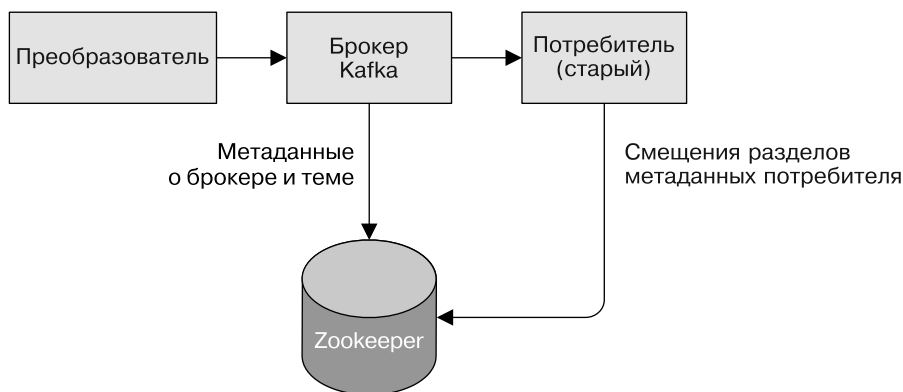 Преобразователь
Брокер
Kafka
Потребитель
(старый)
Метаданные
о брокере и теме
Смещения разделов
метаданных потребителя
Zookeeper